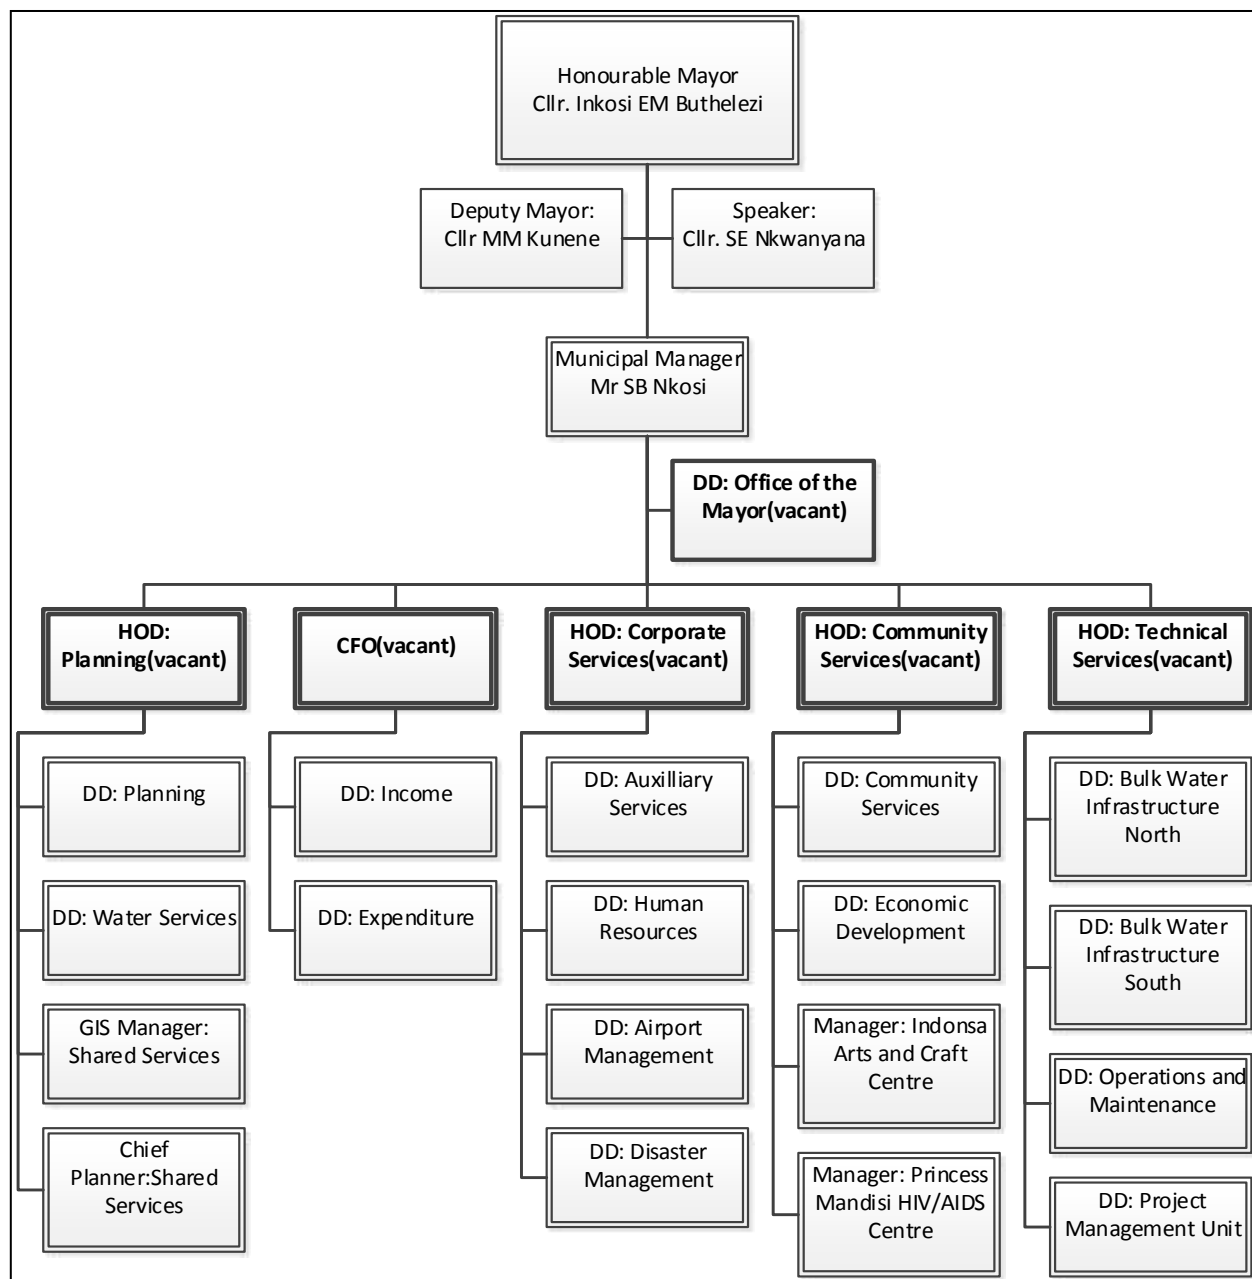 Honourable Mayor
Cllr. Inkosi EM Buthelezi
Deputy Mayor:
Cllr MM Kunene
Speaker:
Cllr. SE Nkwanyana
Municipal Manager
Mr SB Nkosi
DD: Office of the
Mayor(vacant)
HOD:
Planning(vacant)
CFO(vacant)
HOD: Corporate
Services(vacant)
HOD: Community
Services(vacant)
HOD: Technical
Services(vacant)
DD: Planning
DD: Water Services
GIS Manager:
Shared Services
Chief
Planner:Shared
Services
DD: Income
DD: Expenditure
DD: Auxilliary
Services
DD: Human
Resources
DD: Airport
Management
DD: Disaster
Management
DD: Community
Services
DD: Economic
Development
Manager: Indonsa
Arts and Craft
Centre
Manager: Princess
Mandisi HIV/AIDS
Centre
DD: Bulk Water
Infrastructure
North
DD: Bulk Water
Infrastructure
South
DD: Operations and
Maintenance
DD: Project
Management Unit